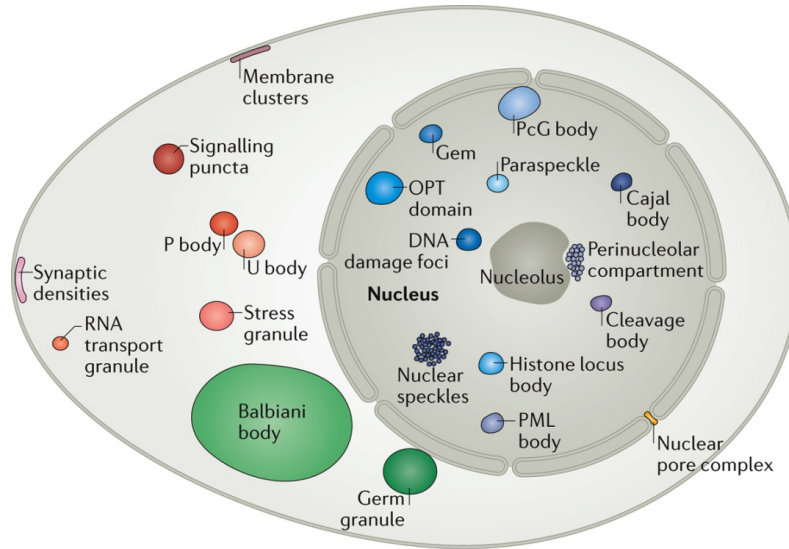 Membrane
clusters
Signalling
puncta
P body
U body
Synaptic
densities
RNA
transport
granule
Stress
granule
Balbiani
body
Germ
granule
PcG body
Gem
Paraspeckle
OPT
domain
Cajal
body
DNA
damage foci
Nucleolus
Perinucleolar
compartment
Nucleus
Cleavage
body
Nuclear
speckles
Histone locus
body
PML
body
Nuclear
pore complex